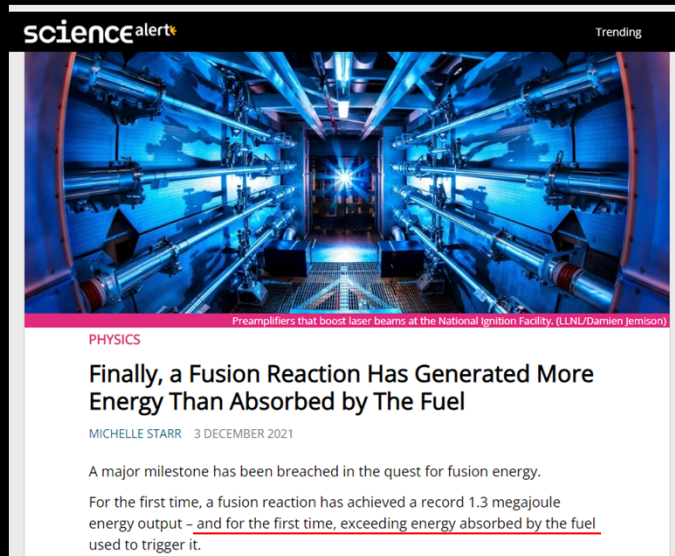 science alert
Trending
Preamplifiers that boost laser beams at the National Ignition Facility. (LLNL/Damien Jemison)
PHYSICS
Finally, a Fusion Reaction Has Generated More
Energy Than Absorbed by The Fuel
MICHELLE STARR 3 DECEMBER 2021
A major milestone has been breached in the quest for fusion energy.
For the first time, a fusion reaction has achieved a record 1.3 megajoule
energy output – and for the first time, exceeding energy absorbed by the fuel
used to trigger it.